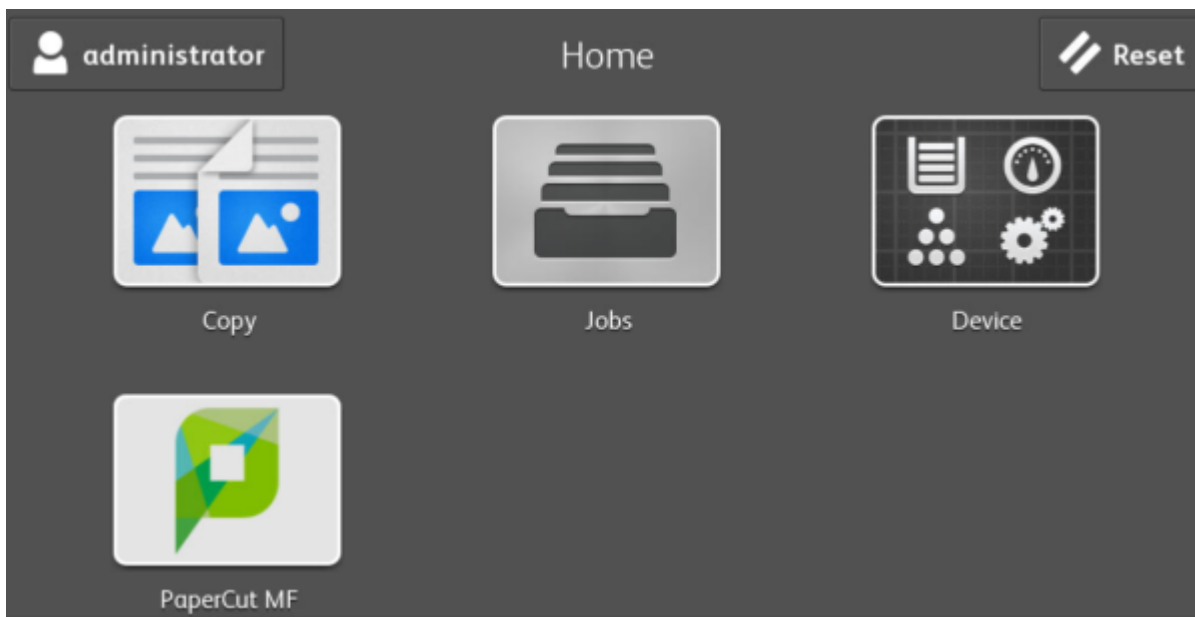 administrator
Home
Reset
Copy
Jobs
Device
PaperCut MF